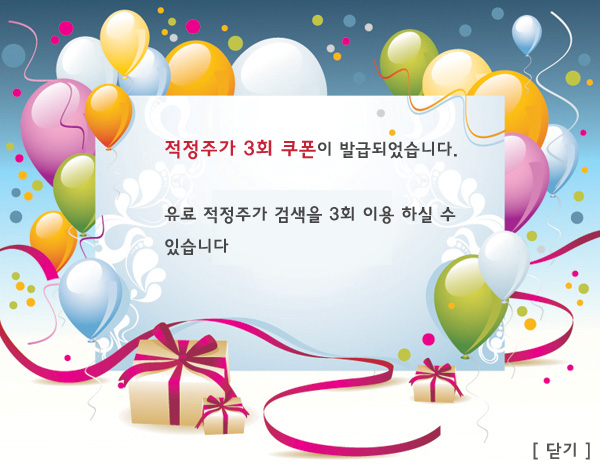 적정주가 3회 쿠폰이 발급되었습니다.
유료 적정주가 검색을 3회 이용 하실 수
있습니다
[ 닫기 ]